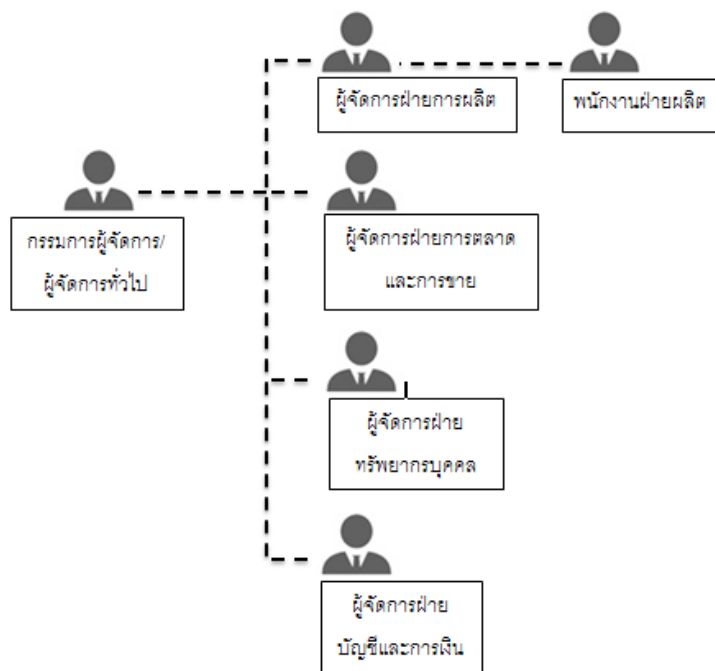 ผู้จัดการฝ่ายการผลิต
พนักงานฝ่ายผลิต
กรรมการผู้จัดการ/
ผู้จัดการทั่วไป
ผู้จัดการฝ่ายการตลาด
และการขาย
ผู้จัดการฝ่าย
ทรัพยากรบุคคล
ผู้จัดการฝ่าย
บัญชีและการเงิน